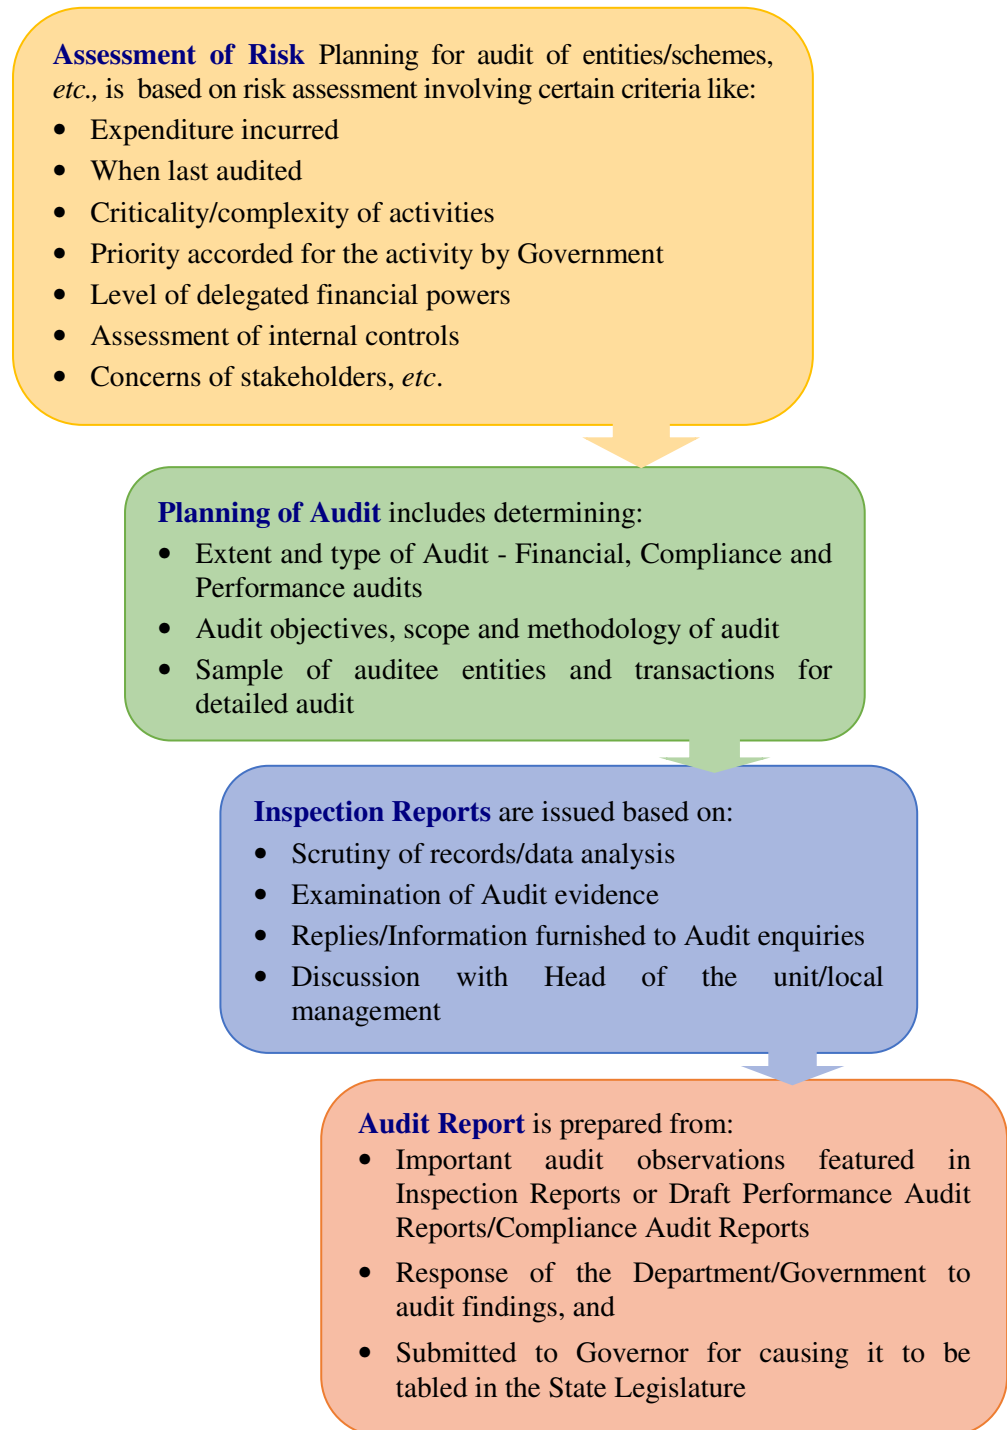 Assessment of Risk Planning for audit of entities/schemes,
etc., is based on risk assessment involving certain criteria like:
• Expenditure incurred
• When last audited
• Criticality/complexity of activities
• Priority accorded for the activity by Government
• Level of delegated financial powers
• Assessment of internal controls
• Concerns of stakeholders, etc.
Planning of Audit includes determining:
• Extent and type of Audit - Financial, Compliance and
Performance audits
• Audit objectives, scope and methodology of audit
• Sample of auditee entities and transactions for
detailed audit
Inspection Reports are issued based on:
• Scrutiny of records/data analysis
• Examination of Audit evidence
• Replies/Information furnished to Audit enquiries
• Discussion with Head of the unit/local
management
Audit Report is prepared from:
• Important audit observations featured in
Inspection Reports or Draft Performance Audit
Reports/Compliance Audit Reports
• Response of the Department/Government to
audit findings, and
• Submitted to Governor for causing it to be
tabled in the State Legislature